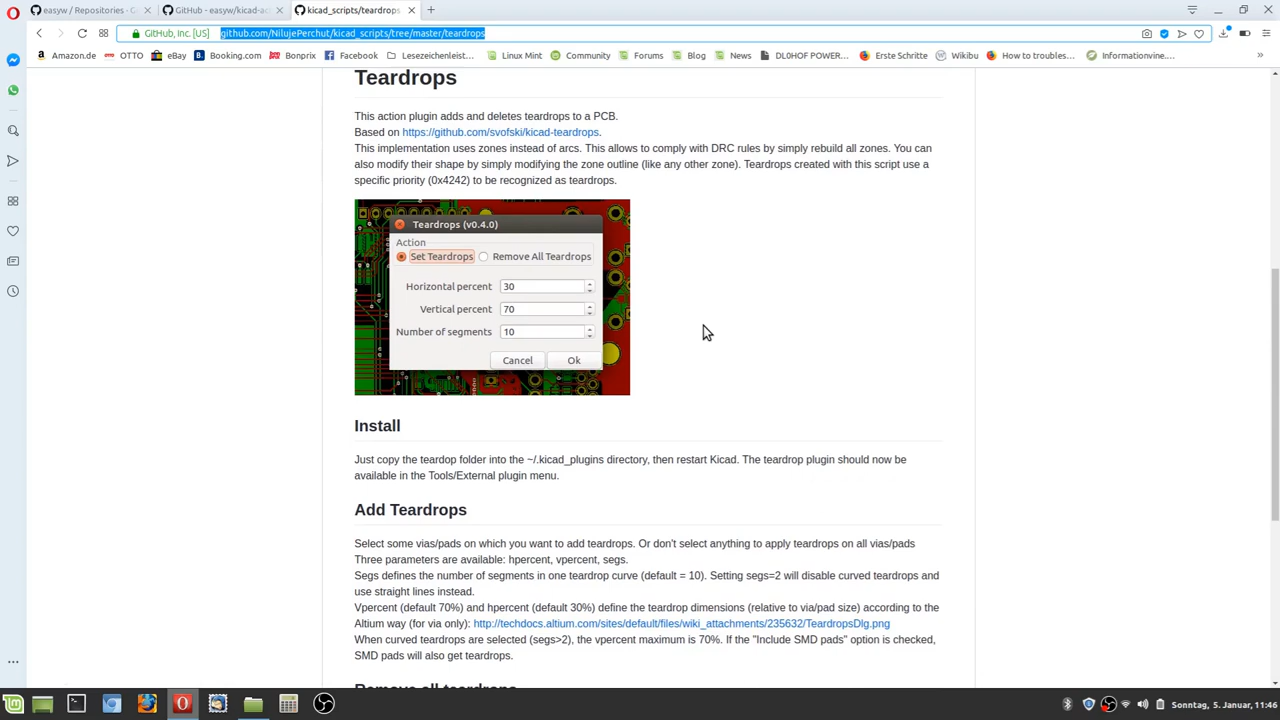 easyw / Repositories · G
GitHub - easyw/kicad-ac
kicad_scripts/teardrops
GitHub, Inc. [US]
github.com/NilujePerchut/kicad_scripts/tree/master/teardrops
Amazon.de
OTTO
eBay
Booking.com
Bonprix
Facebook
Lesezeichenleist...
Linux Mint
Community
Forums
Blog
News
DL0HOF POWER...
Erste Schritte
Wikibu
How to troubles...
Informationvine.
Teardrops
This action plugin adds and deletes teardrops to a PCB.
Based on https://github.com/svofski/kicad-teardrops.
This implementation uses zones instead of arcs. This allows to comply with DRC rules by simply rebuild all zones. You can
also modify their shape by simply modifying the zone outline (like any other zone). Teardrops created with this script use a
specific priority (0x4242) to be recognized as teardrops.
Teardrops (v0.4.0)
Action
Set Teardrops
Remove All Teardrops
Horizontal percent 30
Vertical percent 70
Number of segments 10
Cancel
Ok
Install
Just copy the teardop folder into the ~/.kicad_plugins directory, then restart Kicad. The teardrop plugin should now be
available in the Tools/External plugin menu.
Add Teardrops
Select some vias/pads on which you want to add teardrops. Or don't select anything to apply teardrops on all vias/pads
Three parameters are available: hpercent, vpercent, segs.
Segs defines the number of segments in one teardrop curve (default = 10). Setting segs=2 will disable curved teardrops and
use straight lines instead.
Vpercent (default 70%) and hpercent (default 30%) define the teardrop dimensions (relative to via/pad size) according to the
Altium way (for via only): http://techdocs.altium.com/sites/default/files/wiki_attachments/235632/TeardropsDlg.png
When curved teardrops are selected (segs>2), the vpercent maximum is 70%. If the "Include SMD pads" option is checked,
SMD pads will also get teardrops.
Remove all teardrops
Sonntag, 5. Januar, 11:46